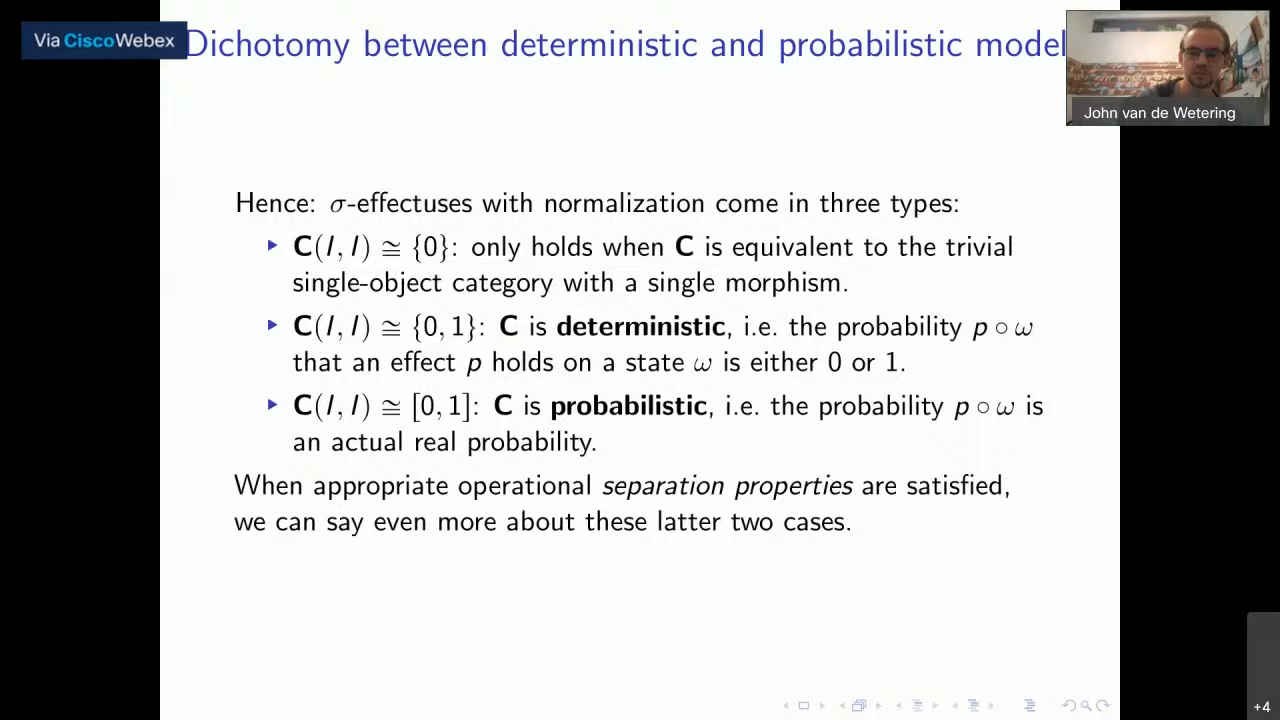 Via Cisco Webex
Dichotomy between deterministic and probabilistic model
John van de Wetering
Hence: σ-effectuses with normalization come in three types:
▶ C(I, I) ≅ {0}: only holds when C is equivalent to the trivial
single-object category with a single morphism.
▶ C(I, I) ≅ {0, 1}: C is deterministic, i.e. the probability p ∘ ω
that an effect p holds on a state ω is either 0 or 1.
▶ C(I, I) ≅ [0, 1]: C is probabilistic, i.e. the probability p ∘ ω is
an actual real probability.
When appropriate operational separation properties are satisfied,
we can say even more about these latter two cases.
+4